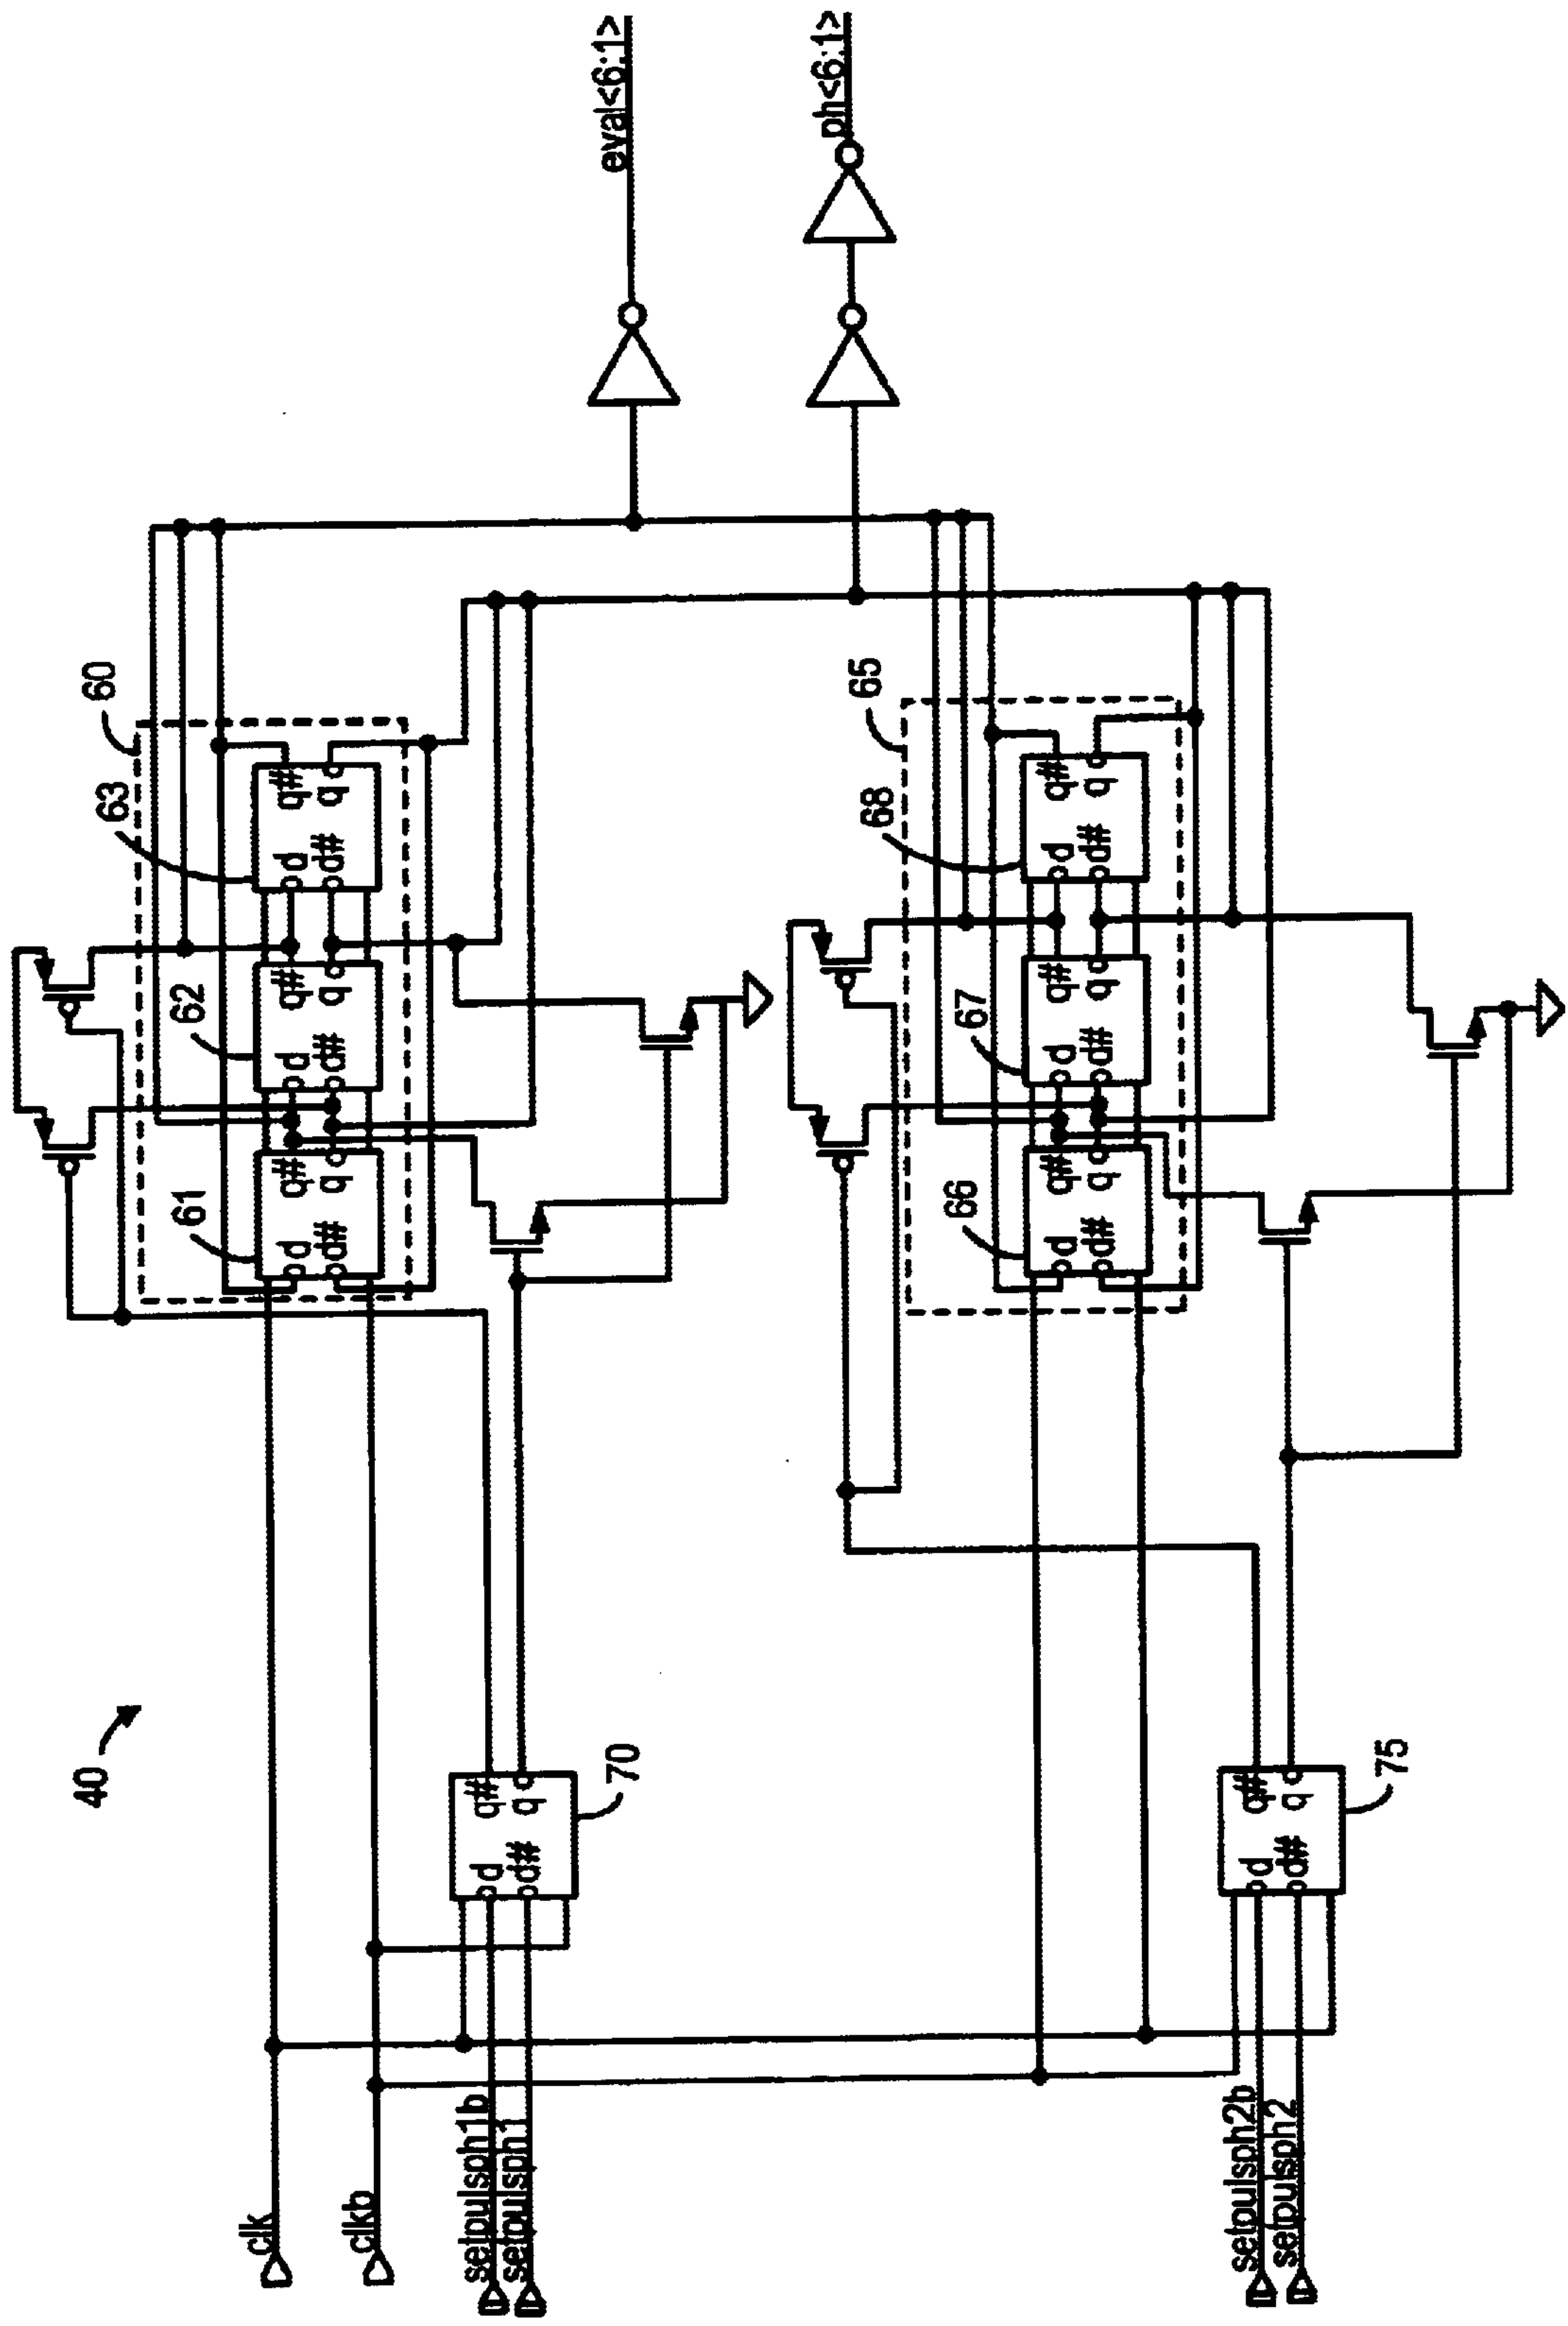 eval<6:1>
ph<6:1>
60
63
q#
q
d
d#
62
q#
q
d
d#
61
q#
q
d
d#
65
68
q#
q
d
d#
67
q#
q
d
d#
66
q#
q
d
d#
40
q#
q
d
d#
70
q#
q
d
d#
75
clk
clkb
setpulsph1b
setpulsph1
setpulsph2b
setpulsph2